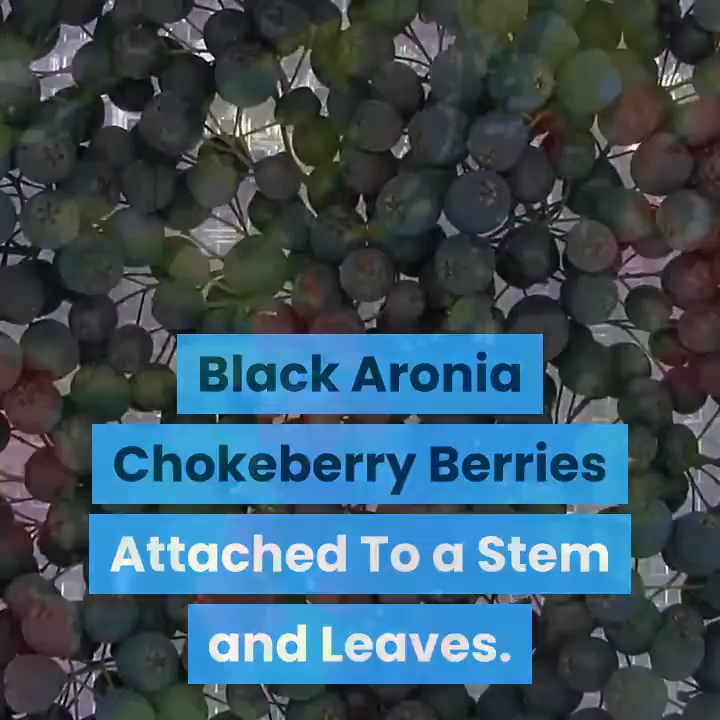 Black Aronia
Chokeberry Berries
Attached To a Stem
and Leaves.